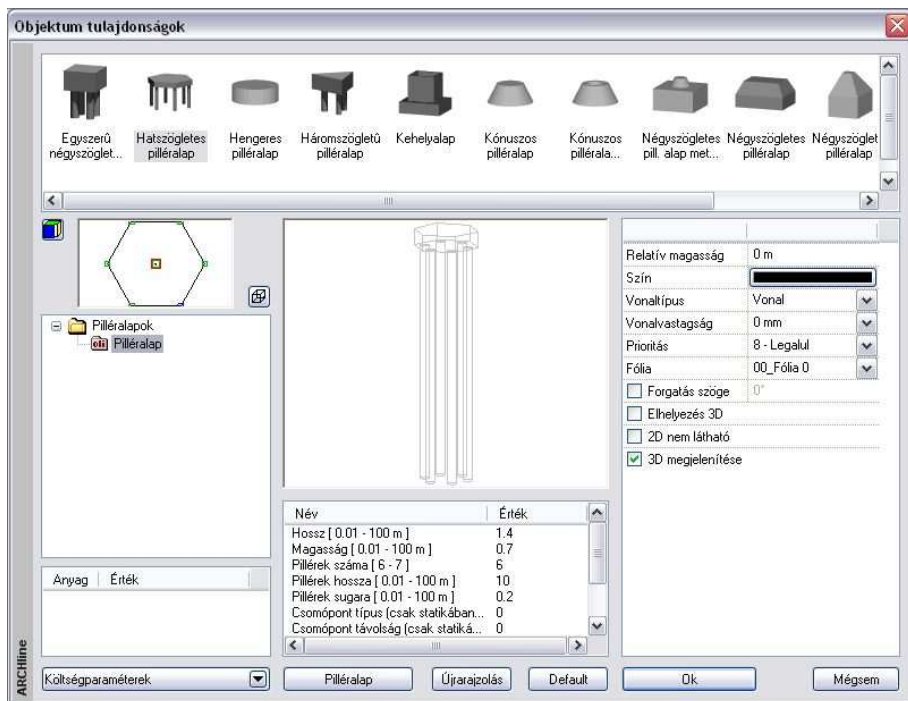 Objektum tulajdonságok
Egyszerû négyszöglet...
Hatszögletes pilléralap
Hengeres pilléralap
Háromszögletû pilléralap
Kehelyalap
Kónuszos pilléralap
Kónuszos pillérala...
Négyszögletes pill. alap met...
Négyszögletes pilléralap
Négyszöglet pilléralap
Pilléralapok
Pilléralap
Anyag Érték
Név Érték
Hossz [ 0.01 - 100 m ] 1.4
Magasság [ 0.01 - 100 m ] 0.7
Pillérek száma [ 6 - 7 ] 6
Pillérek hossza [ 0.01 - 100 m ] 10
Pillérek sugara [ 0.01 - 100 m ] 0.2
Csomópont típus (csak statikában... 0
Csomópont távolság (csak statiká... 0
Relatív magasság 0 m
Szín
Vonaltípus Vonal
Vonalvastagság 0 mm
Prioritás 8 - Legalul
Fólia 00_Fólia 0
Forgatás szöge 0°
Elhelyezés 3D
2D nem látható
3D megjelenítése
ARCHline
Költségparaméterek
Pilléralap
Újrarajzolás
Default
Ok
Mégsem